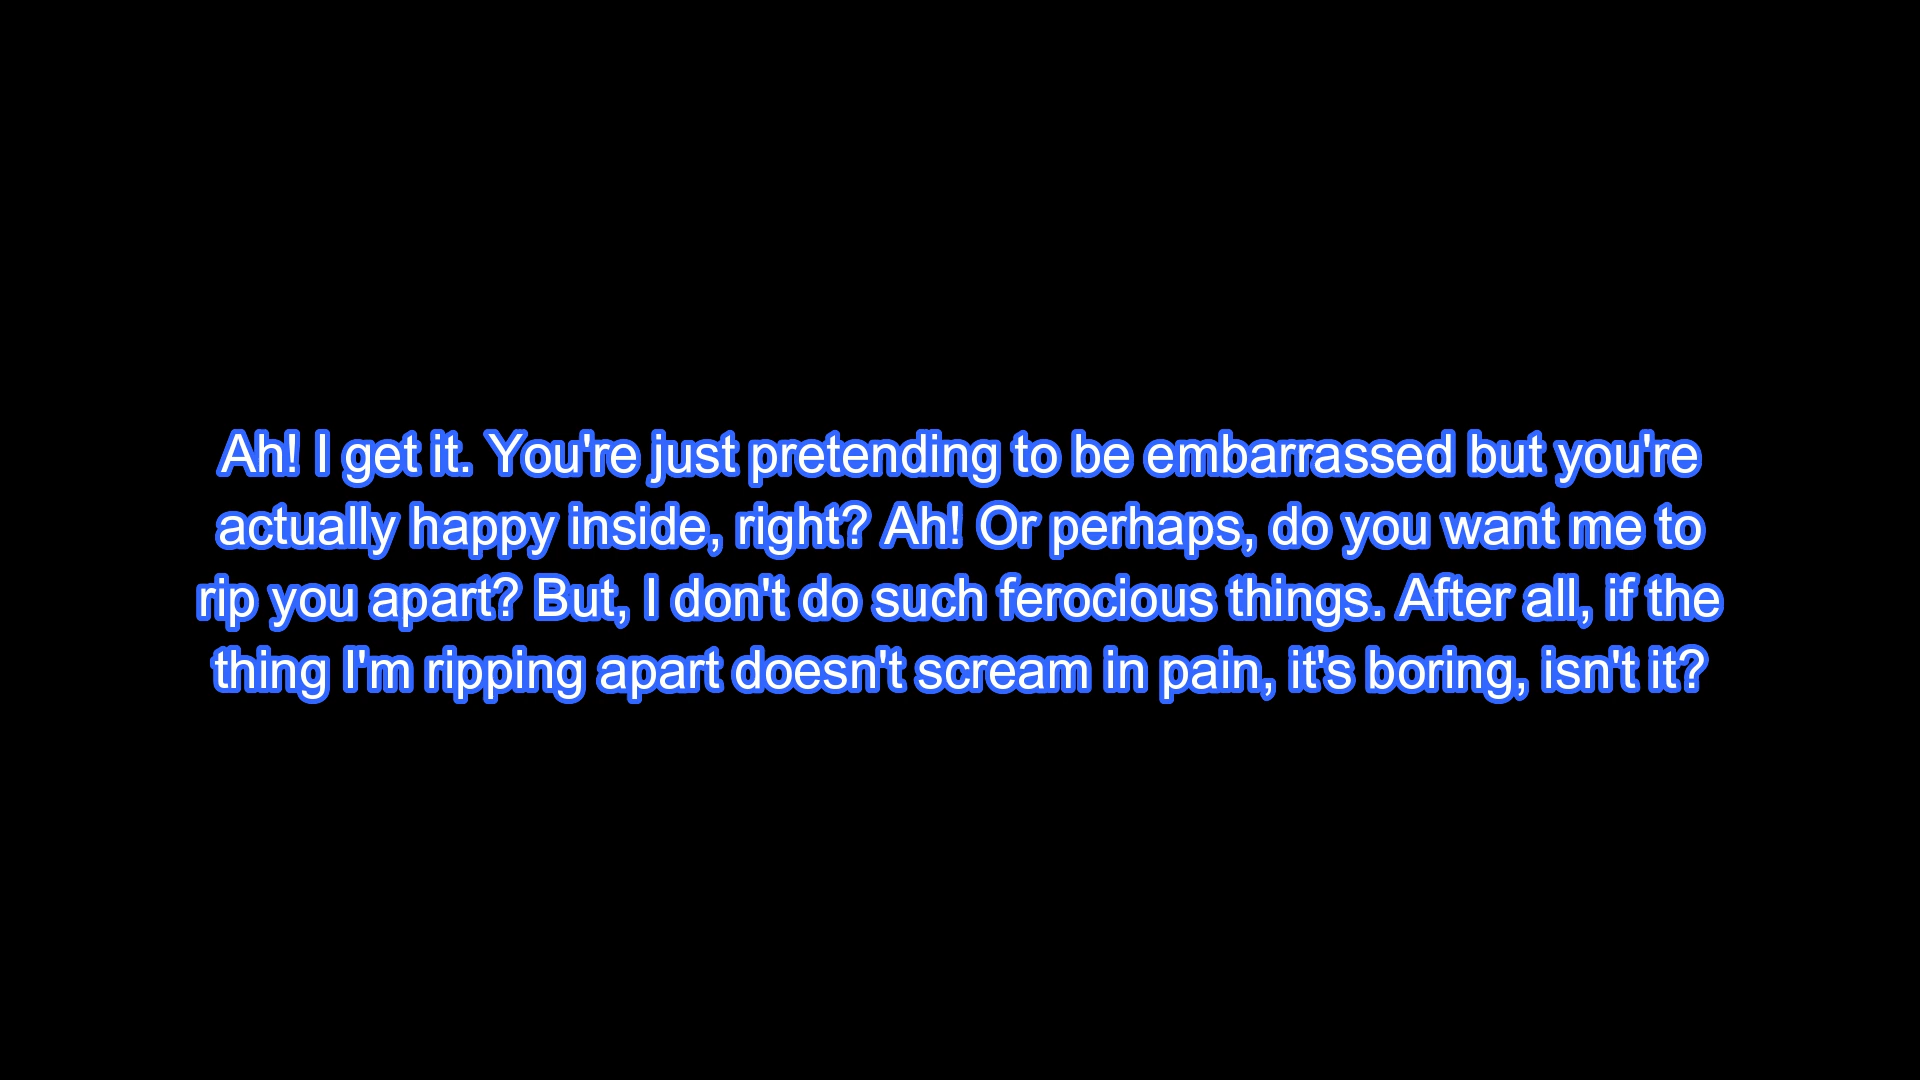 Ah! I get it. You're just pretending to be embarrassed but you're
actually happy inside, right? Ah! Or perhaps, do you want me to
rip you apart? But, I don't do such ferocious things. After all, if the
thing I'm ripping apart doesn't scream in pain, it's boring, isn't it?